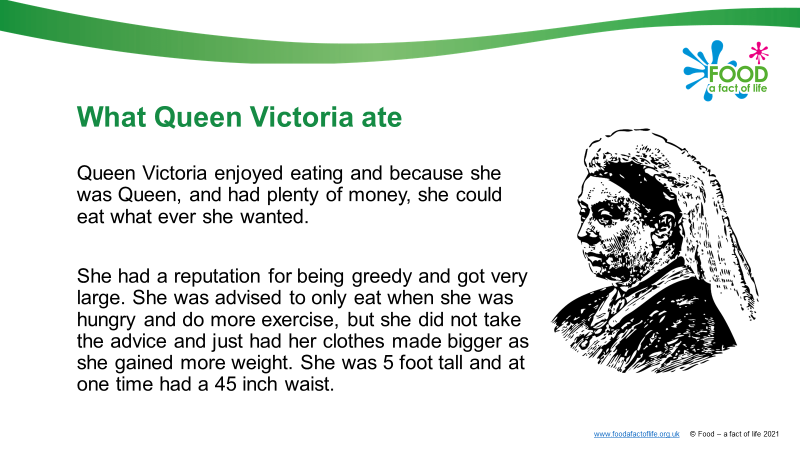 FOOD
a fact of life
What Queen Victoria ate
Queen Victoria enjoyed eating and because she
was Queen, and had plenty of money, she could
eat what ever she wanted.
She had a reputation for being greedy and got very
large. She was advised to only eat when she was
hungry and do more exercise, but she did not take
the advice and just had her clothes made bigger as
she gained more weight. She was 5 foot tall and at
one time had a 45 inch waist.
www.foodafactoflife.org.uk © Food – a fact of life 2021